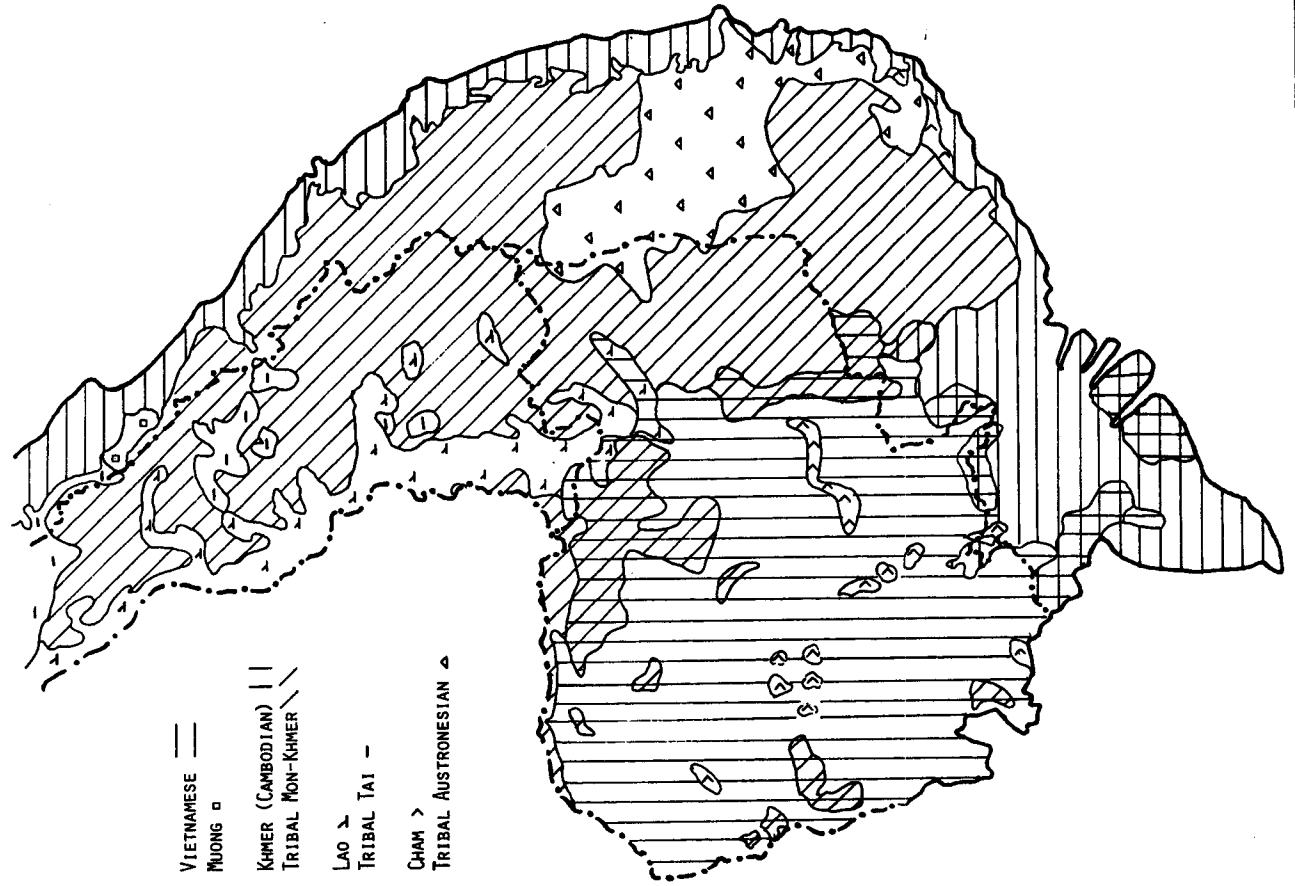 VIETNAMESE
MUONG
KHMER (CAMBODIAN)
TRIBAL MON-KHMER
LAO
TRIBAL TAI
CHAM
TRIBAL AUSTRONESIAN